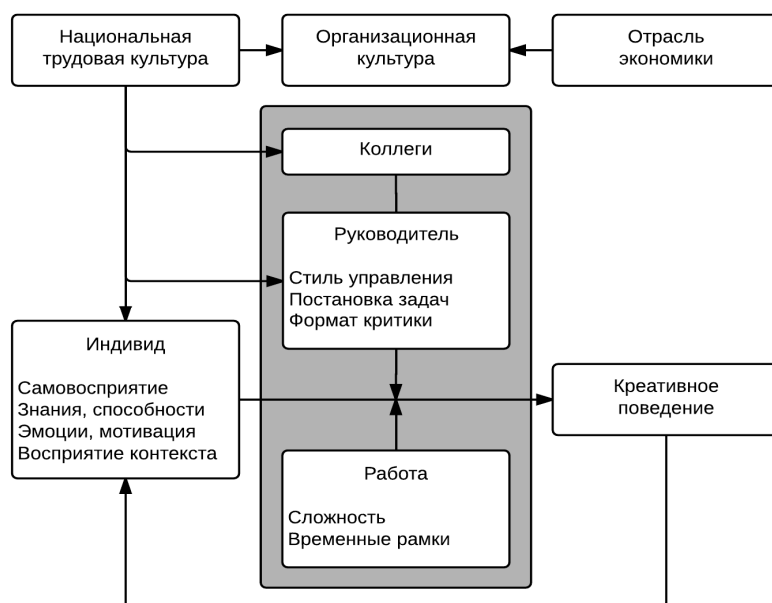 Национальная
трудовая культура
Организационная
культура
Отрасль
экономики
Коллеги
Руководитель
Стиль управления
Постановка задач
Формат критики
Индивид
Самовосприятие
Знания, способности
Эмоции, мотивация
Восприятие контекста
Креативное
поведение
Работа
Сложность
Временные рамки